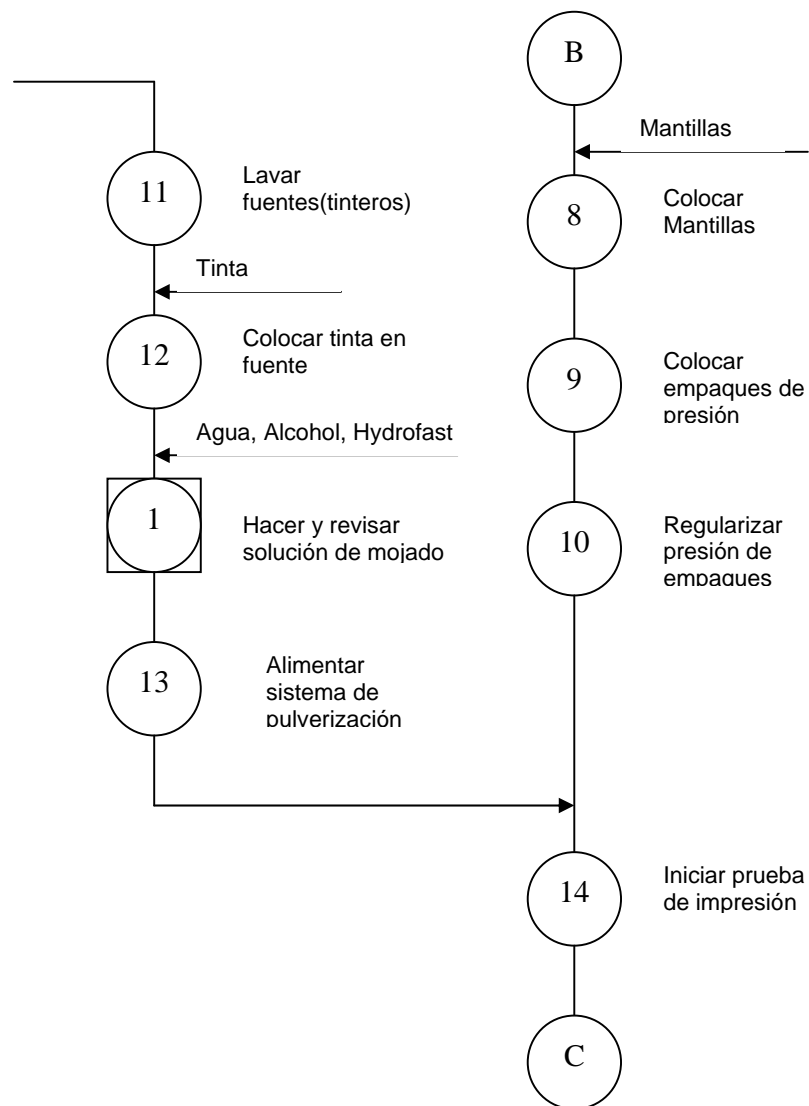 B
Mantillas
11
Lavar
fuentes(tinteros)
8
Colocar
Mantillas
Tinta
12
Colocar tinta en
fuente
9
Colocar
empaques de
presión
Agua, Alcohol, Hydrofast
1
Hacer y revisar
solución de mojado
10
Regularizar
presión de
empaques
13
Alimentar
sistema de
pulverización
14
Iniciar prueba
de impresión
C